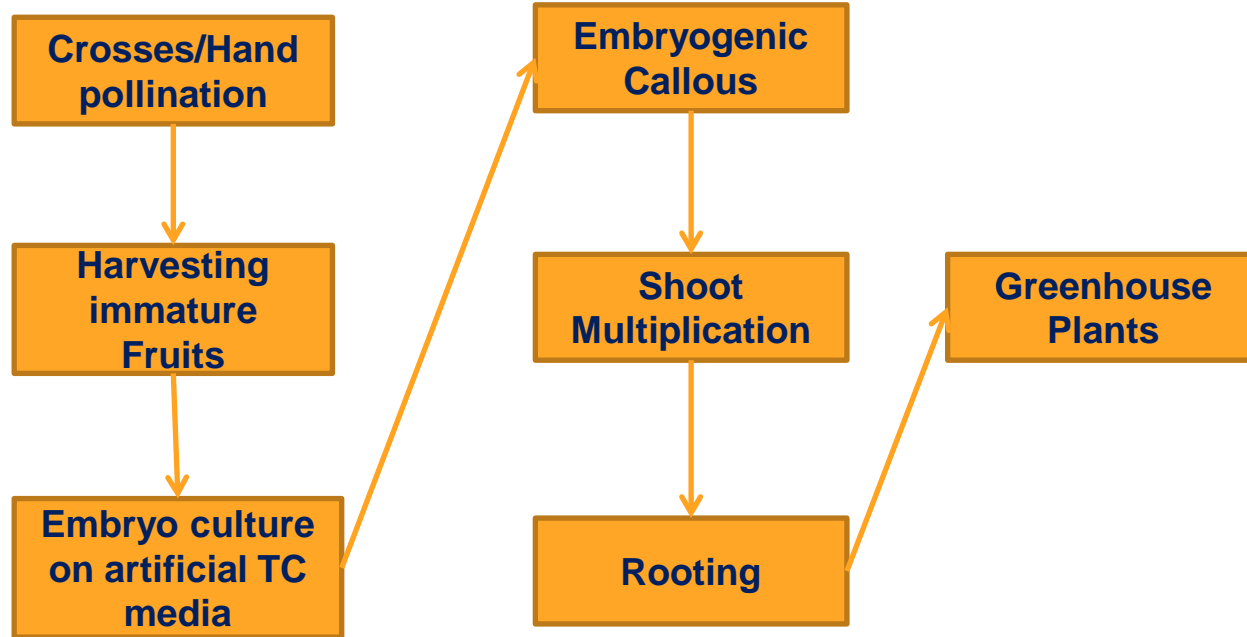 Crosses/Hand
pollination
Harvesting
immature
Fruits
Embryo culture
on artificial TC
media
Embryogenic
Callous
Shoot
Multiplication
Rooting
Greenhouse
Plants